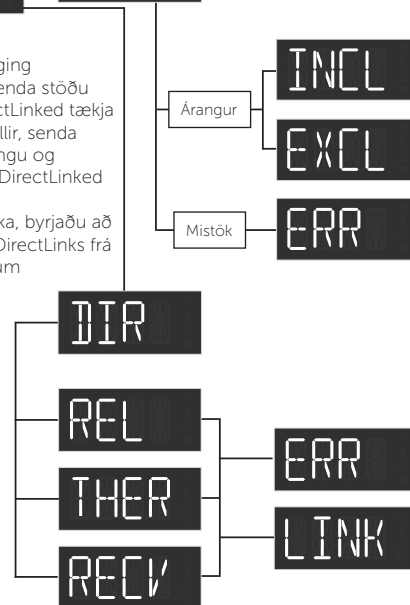 ging
enda stöðu
ctLinked tækja
llir, senda
ngu og
DirectLinked
ka, byrjaðu að
DirectLinks frá
um
INCL
Árangur
EXCL
Mistök
ERR
DIR
REL
THER
RECV
ERR
LINK